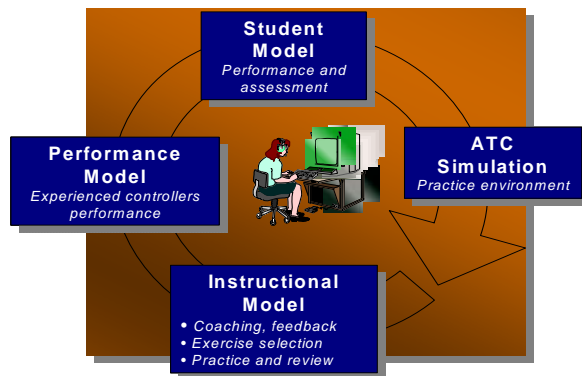 Student
Model
Performance and
assessment
Performance
Model
Experienced controllers
performance
ATC
Simulation
Practice environment
Instructional
Model
• Coaching, feedback
• Exercise selection
• Practice and review